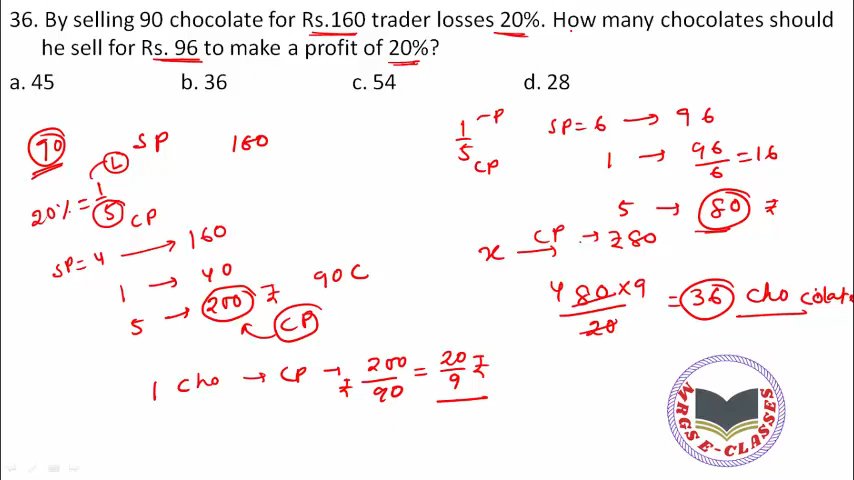 36. By selling 90 chocolate for Rs.160 trader losses 20%. How many chocolates should
he sell for Rs. 96 to make a profit of 20%?
a. 45 b. 36 c. 54 d. 28
90 SP 160
L
20% = 1/5 CP
SP = 4 → 160
1 → 40
5 → 200 ₹ 90 C
CP
1 Cho → CP → ₹ 200/90 = 20/9 ₹
1/5 P CP
SP = 6 → 96
1 → 96/6 = 16
5 → 80 ₹
x CP → ₹80
4 80×9/20 = 36 chocolate
MRGSE-CLASSES